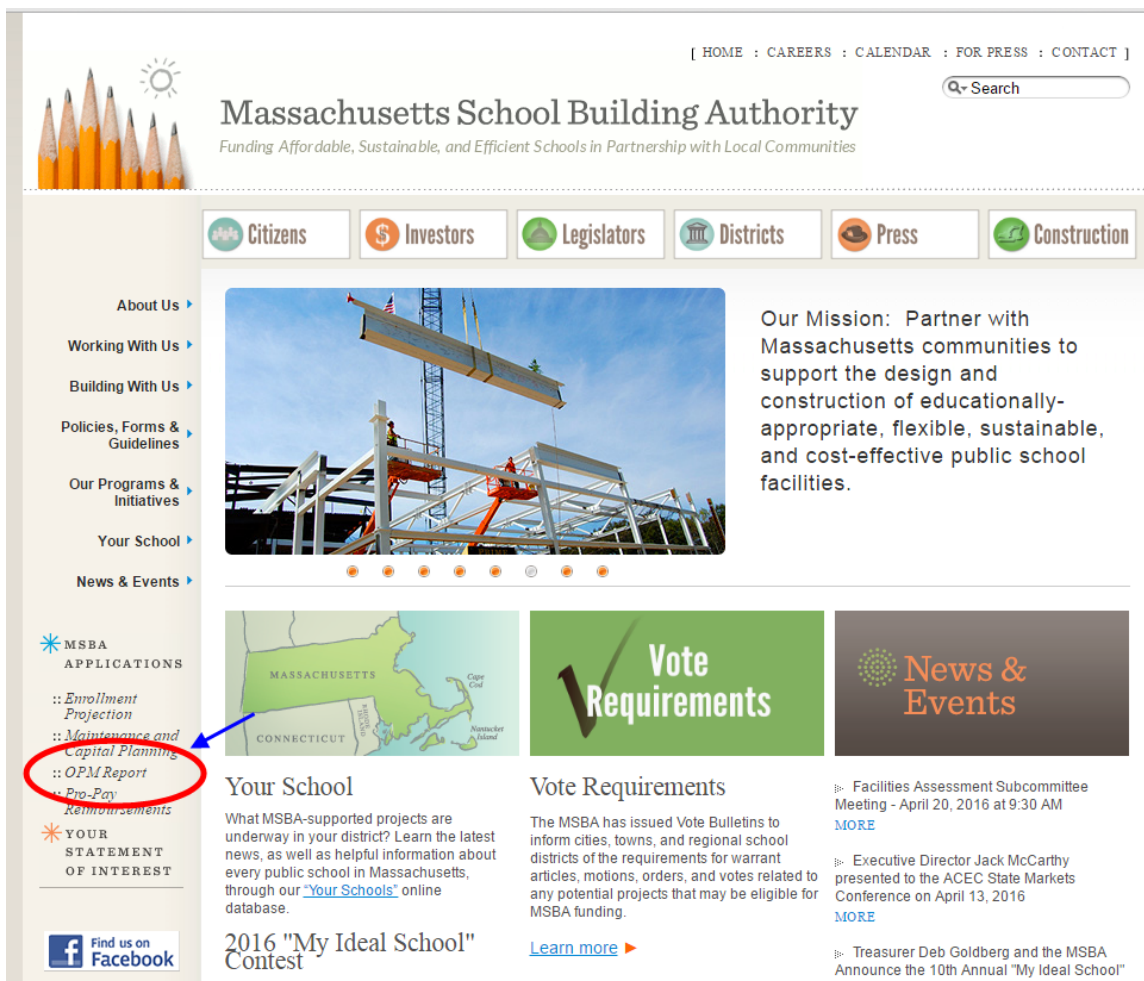 [ HOME : CAREERS : CALENDAR : FOR PRESS : CONTACT ]
Search
Massachusetts School Building Authority
Funding Affordable, Sustainable, and Efficient Schools in Partnership with Local Communities
Citizens
Investors
Legislators
Districts
Press
Construction
About Us
Working With Us
Building With Us
Policies, Forms &
Guidelines
Our Programs &
Initiatives
Your School
News & Events
MSBA
APPLICATIONS
:: Enrollment
Projection
:: Maintenance and
Capital Planning
:: OPM Report
:: Pro-Pay
Reimbursements
YOUR
STATEMENT
OF INTEREST
Find us on
Facebook
Our Mission: Partner with
Massachusetts communities to
support the design and
construction of educationally-
appropriate, flexible, sustainable,
and cost-effective public school
facilities.
MASSACHUSETTS
CONNECTICUT
RHODE
ISLAND
Cape
Cod
Nantucket
Island
Your School
What MSBA-supported projects are
underway in your district? Learn the latest
news, as well as helpful information about
every public school in Massachusetts,
through our "Your Schools" online
database.
2016 "My Ideal School"
Contest
Vote
Requirements
Vote Requirements
The MSBA has issued Vote Bulletins to
inform cities, towns, and regional school
districts of the requirements for warrant
articles, motions, orders, and votes related to
any potential projects that may be eligible for
MSBA funding.
Learn more
News &
Events
Facilities Assessment Subcommittee
Meeting - April 20, 2016 at 9:30 AM
MORE
Executive Director Jack McCarthy
presented to the ACEC State Markets
Conference on April 13, 2016
MORE
Treasurer Deb Goldberg and the MSBA
Announce the 10th Annual "My Ideal School"